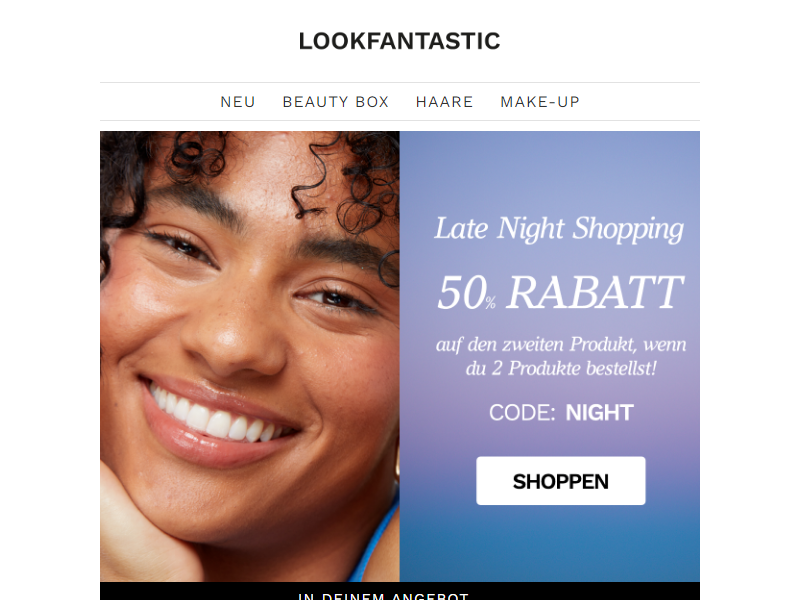 LOOKFANTASTIC
NEU BEAUTY BOX HAARE MAKE-UP
Late Night Shopping
50% RABATT
auf den zweiten Produkt, wenn
du 2 Produkte bestellst!
CODE: NIGHT
SHOPPEN
IN DEINEM ANGEBOT